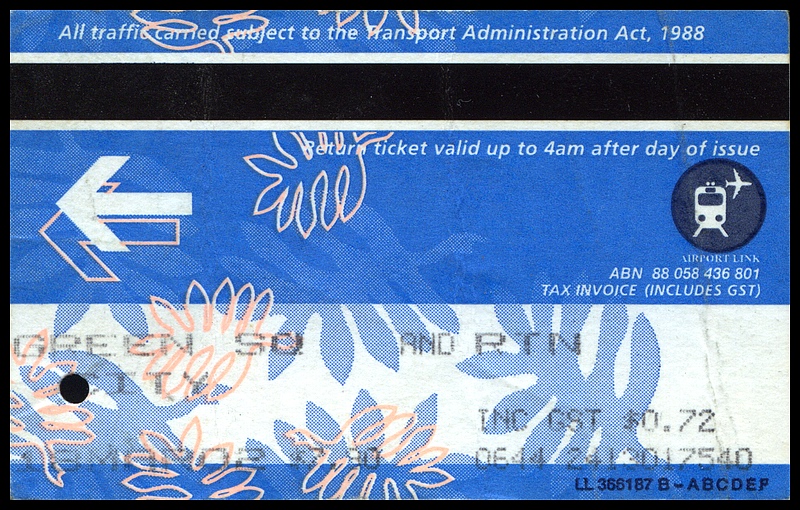 All traffic carried subject to the Transport Administration Act, 1988
Return ticket valid up to 4am after day of issue
AIRPORT LINK
ABN 88 058 436 801
TAX INVOICE (INCLUDES GST)
GREEN SQ AND RTN
CITY
INC GST $0.72
0644 2413017540
LL 366187 B-ABCDEF